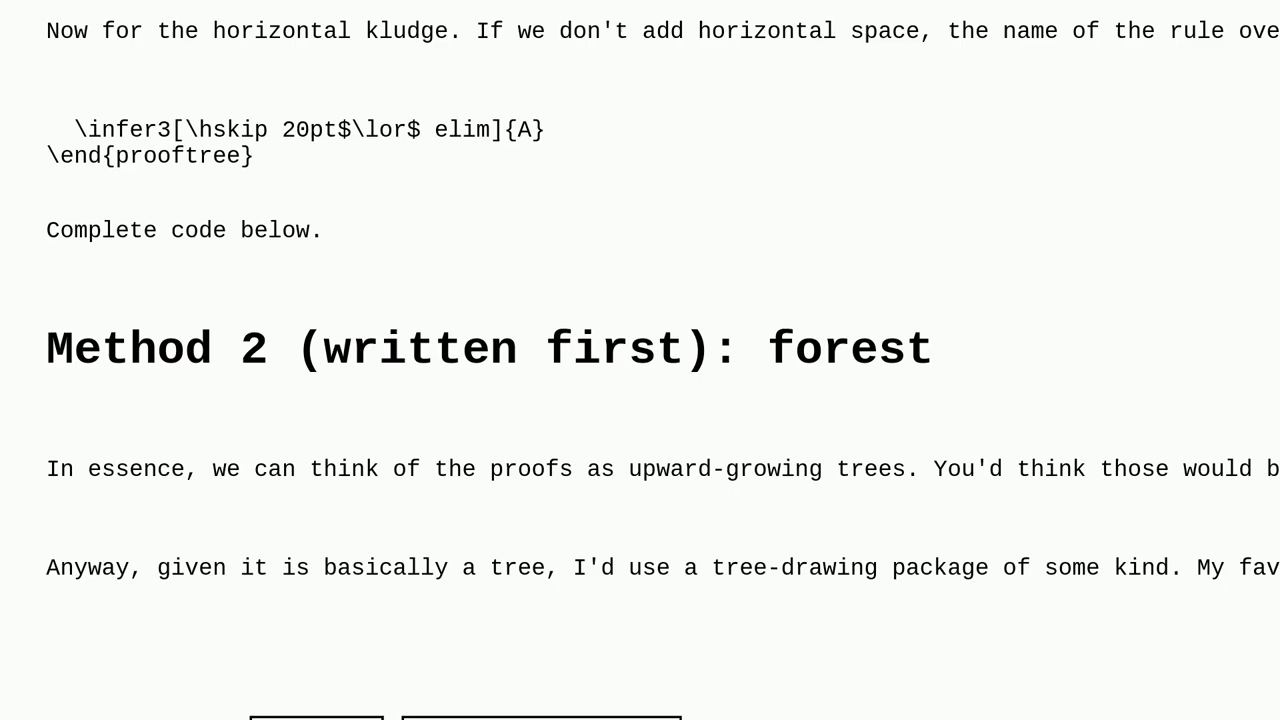 Now for the horizontal kludge. If we don't add horizontal space, the name of the rule
\infer3[\hskip 20pt$\lor$ elim]{A}
\end{prooftree}
Complete code below.
Method 2 (written first): forest
In essence, we can think of the proofs as upward-growing trees. You'd think those would
Anyway, given it is basically a tree, I'd use a tree-drawing package of some kind. My